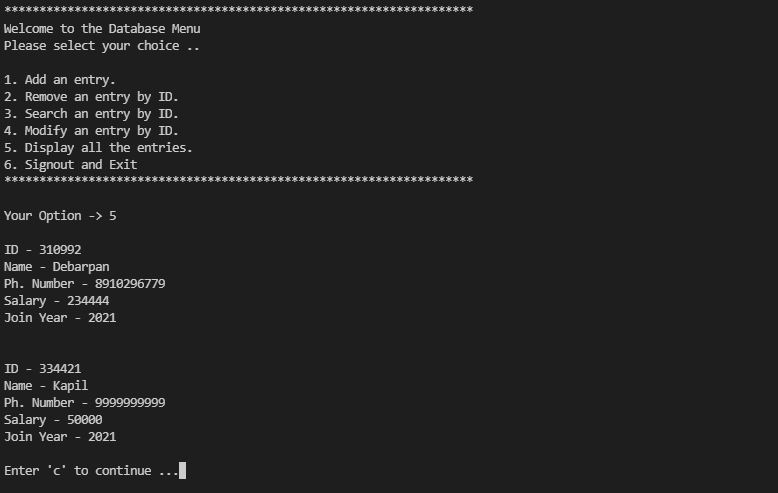 *******************************************************************
Welcome to the Database Menu
Please select your choice ..
1. Add an entry.
2. Remove an entry by ID.
3. Search an entry by ID.
4. Modify an entry by ID.
5. Display all the entries.
6. Signout and Exit
*******************************************************************
Your Option -> 5
ID - 310992
Name - Debarpan
Ph. Number - 8910296779
Salary - 234444
Join Year - 2021
ID - 334421
Name - Kapil
Ph. Number - 9999999999
Salary - 50000
Join Year - 2021
Enter 'c' to continue ...